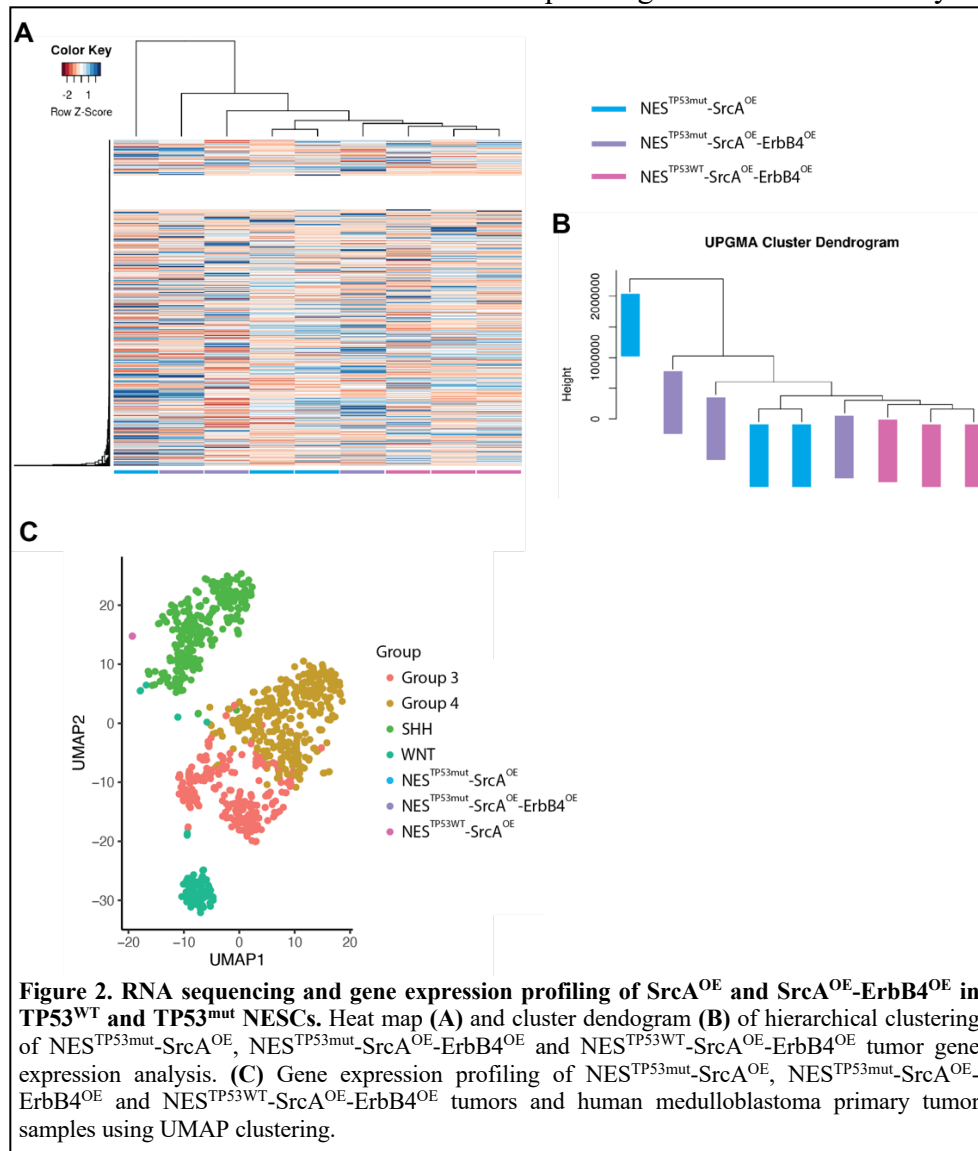 A
Color Key
-2 1
Row Z-Score
NES^TP53mut-SrcA^OE
NES^TP53mut-SrcA^OE-ErbB4^OE
NES^TP53WT-SrcA^OE-ErbB4^OE
B
UPGMA Cluster Dendrogram
Height
2000000
1000000
0
C
UMAP2
20
10
0
−10
−20
−30
−20 −10 0 10 20
UMAP1
Group
Group 3
Group 4
SHH
WNT
NES^TP53mut-SrcA^OE
NES^TP53mut-SrcA^OE-ErbB4^OE
NES^TP53WT-SrcA^OE
Figure 2. RNA sequencing and gene expression profiling of SrcA^OE and SrcA^OE-ErbB4^OE in
TP53^WT and TP53^mut NESCs. Heat map (A) and cluster dendogram (B) of hierarchical clustering
of NES^TP53mut-SrcA^OE, NES^TP53mut-SrcA^OE-ErbB4^OE and NES^TP53WT-SrcA^OE-ErbB4^OE tumor gene
expression analysis. (C) Gene expression profiling of NES^TP53mut-SrcA^OE, NES^TP53mut-SrcA^OE-
ErbB4^OE and NES^TP53WT-SrcA^OE-ErbB4^OE tumors and human medulloblastoma primary tumor
samples using UMAP clustering.